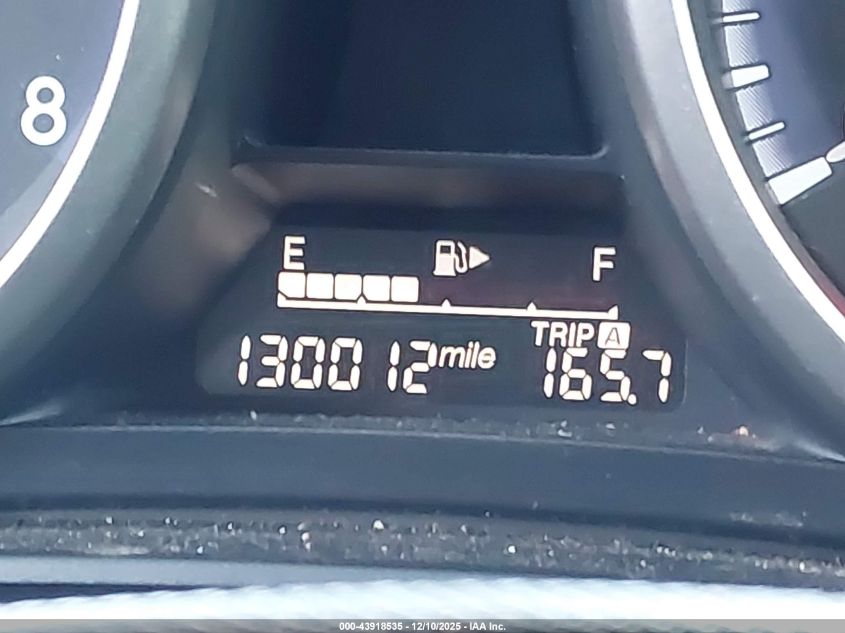 8
E F
TRIP A
130012 mile 165.7
000-43918535 - 12/10/2025 - IAA Inc.